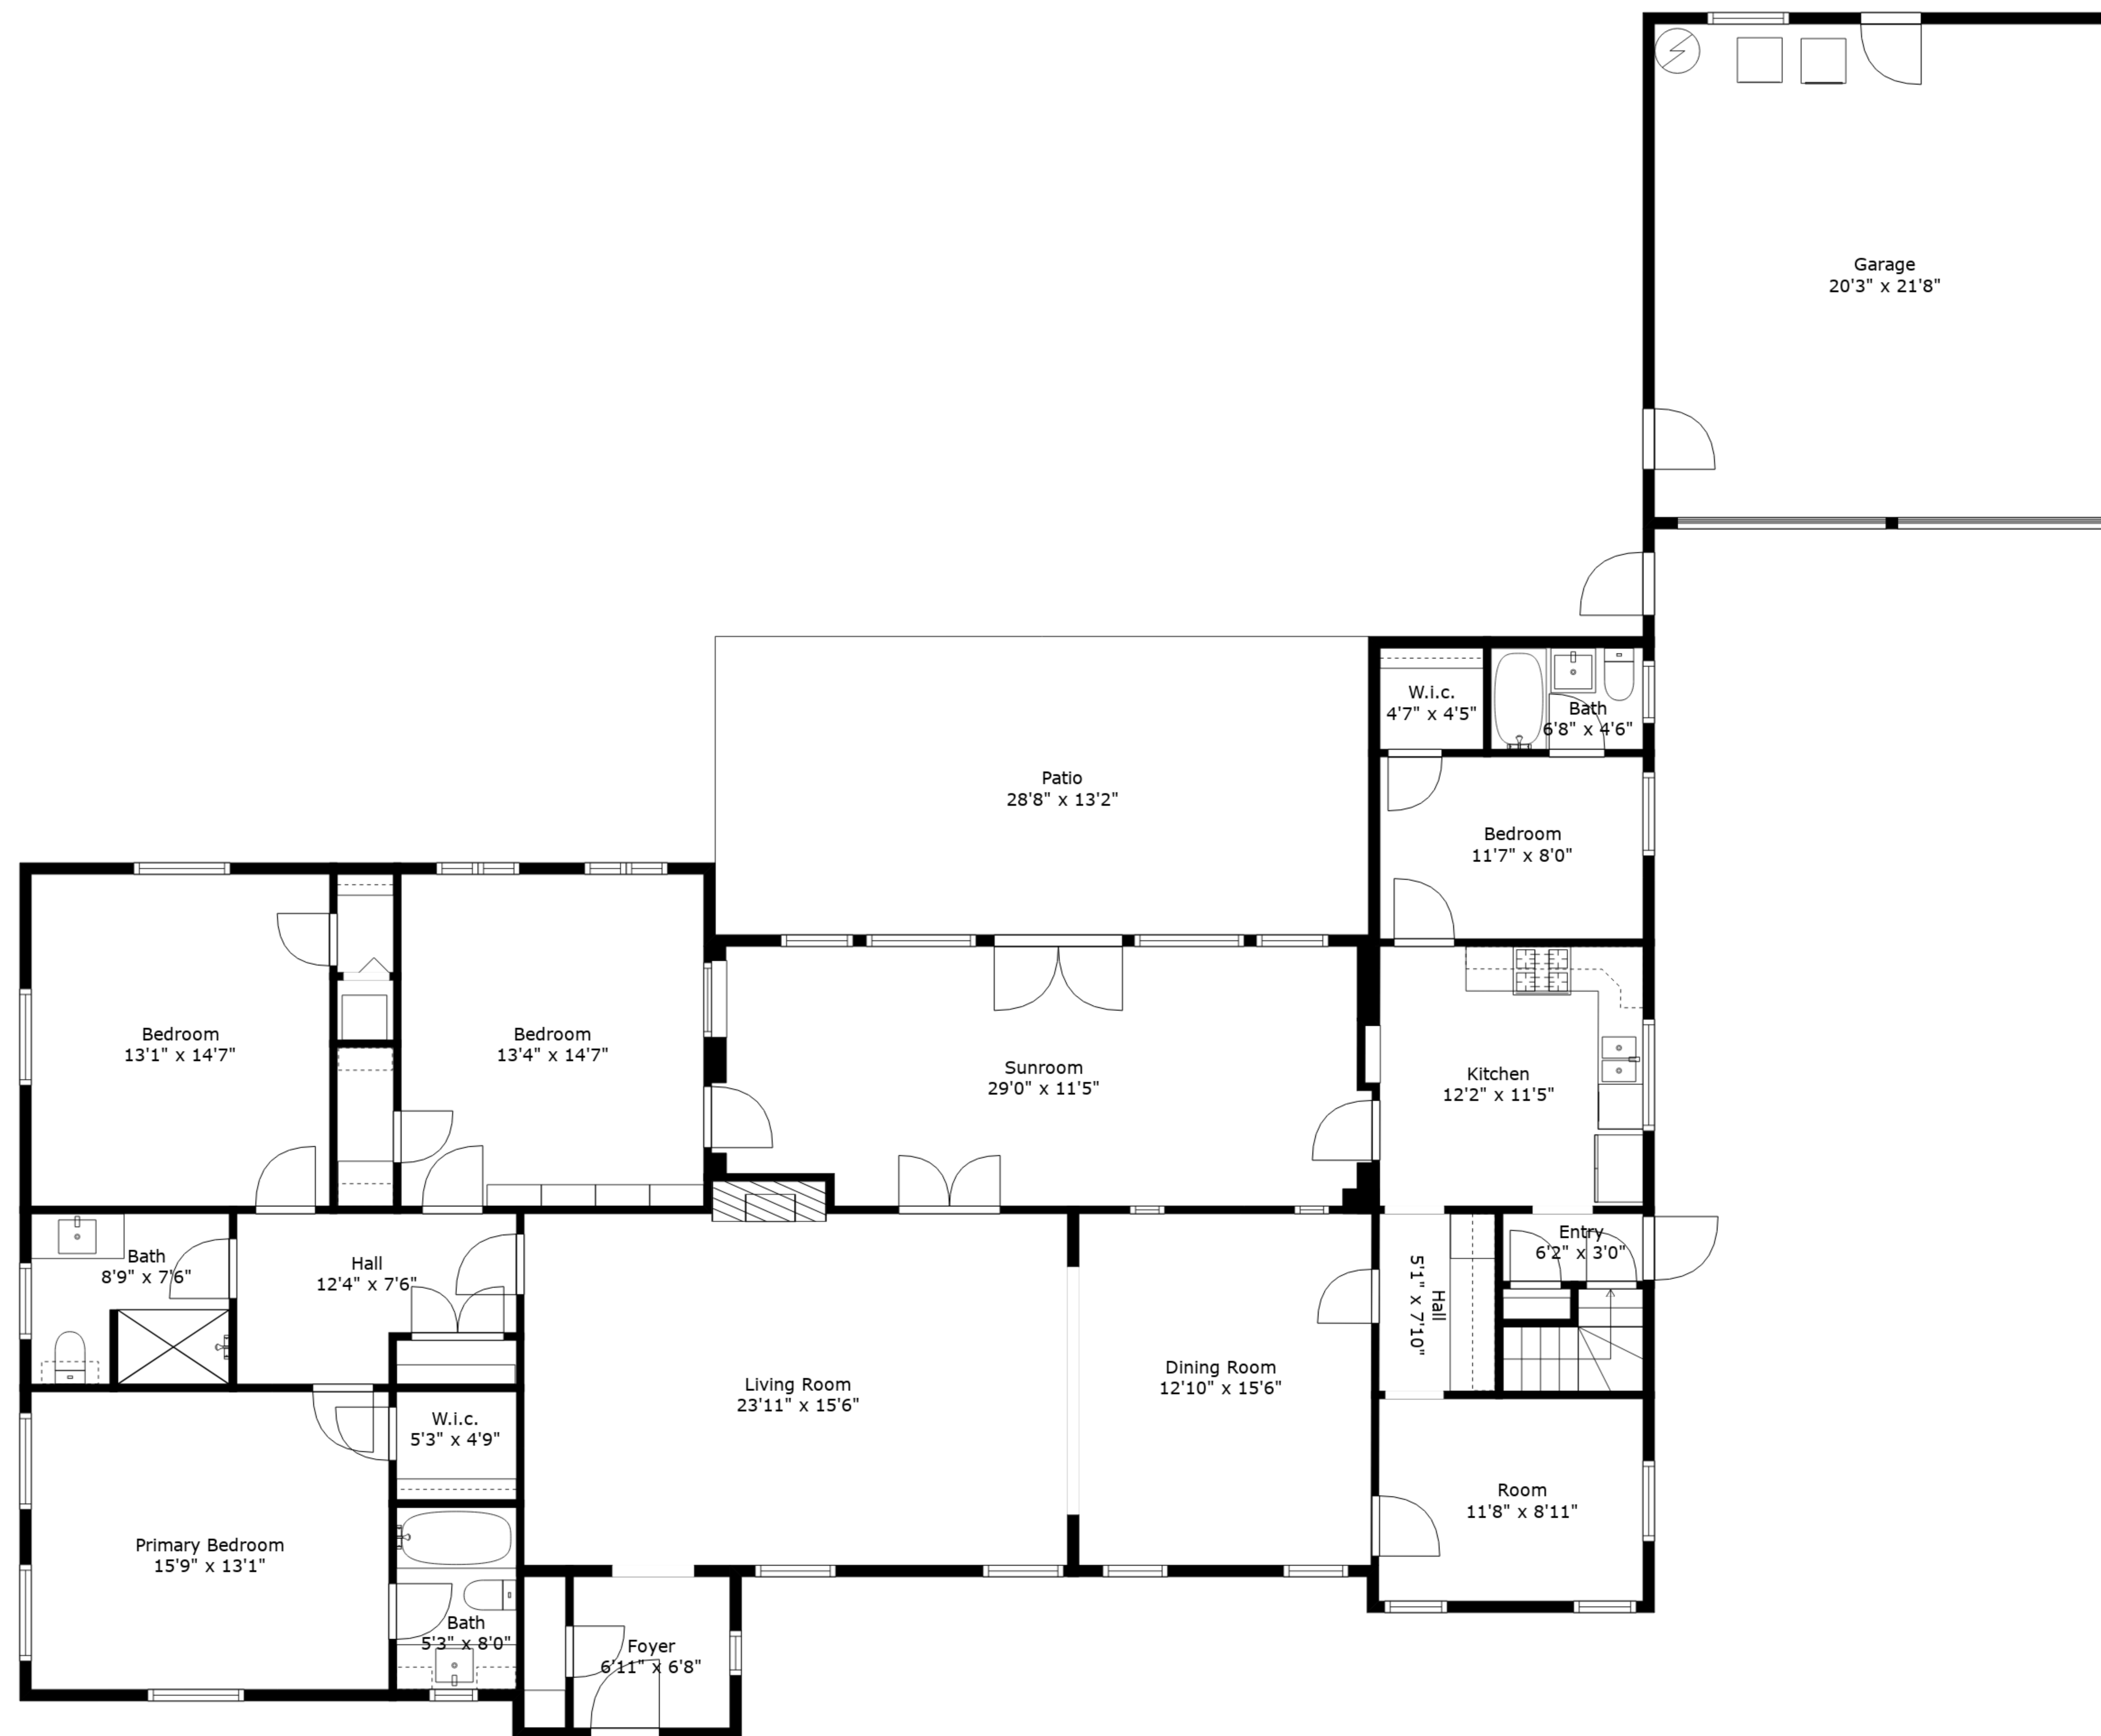 Garage
20'3" x 21'8"
W.i.c.
4'7" x 4'5"
Bath
6'8" x 4'6"
Patio
28'8" x 13'2"
Bedroom
11'7" x 8'0"
Bedroom
13'1" x 14'7"
Bedroom
13'4" x 14'7"
Sunroom
29'0" x 11'5"
Kitchen
12'2" x 11'5"
Bath
8'9" x 7'6"
Hall
12'4" x 7'6"
Entry
6'2" x 3'0"
Hall
5'1" x 7'10"
Living Room
23'11" x 15'6"
Dining Room
12'10" x 15'6"
W.i.c.
5'3" x 4'9"
Room
11'8" x 8'11"
Primary Bedroom
15'9" x 13'1"
Bath
5'3" x 8'0"
Foyer
6'11" x 6'8"